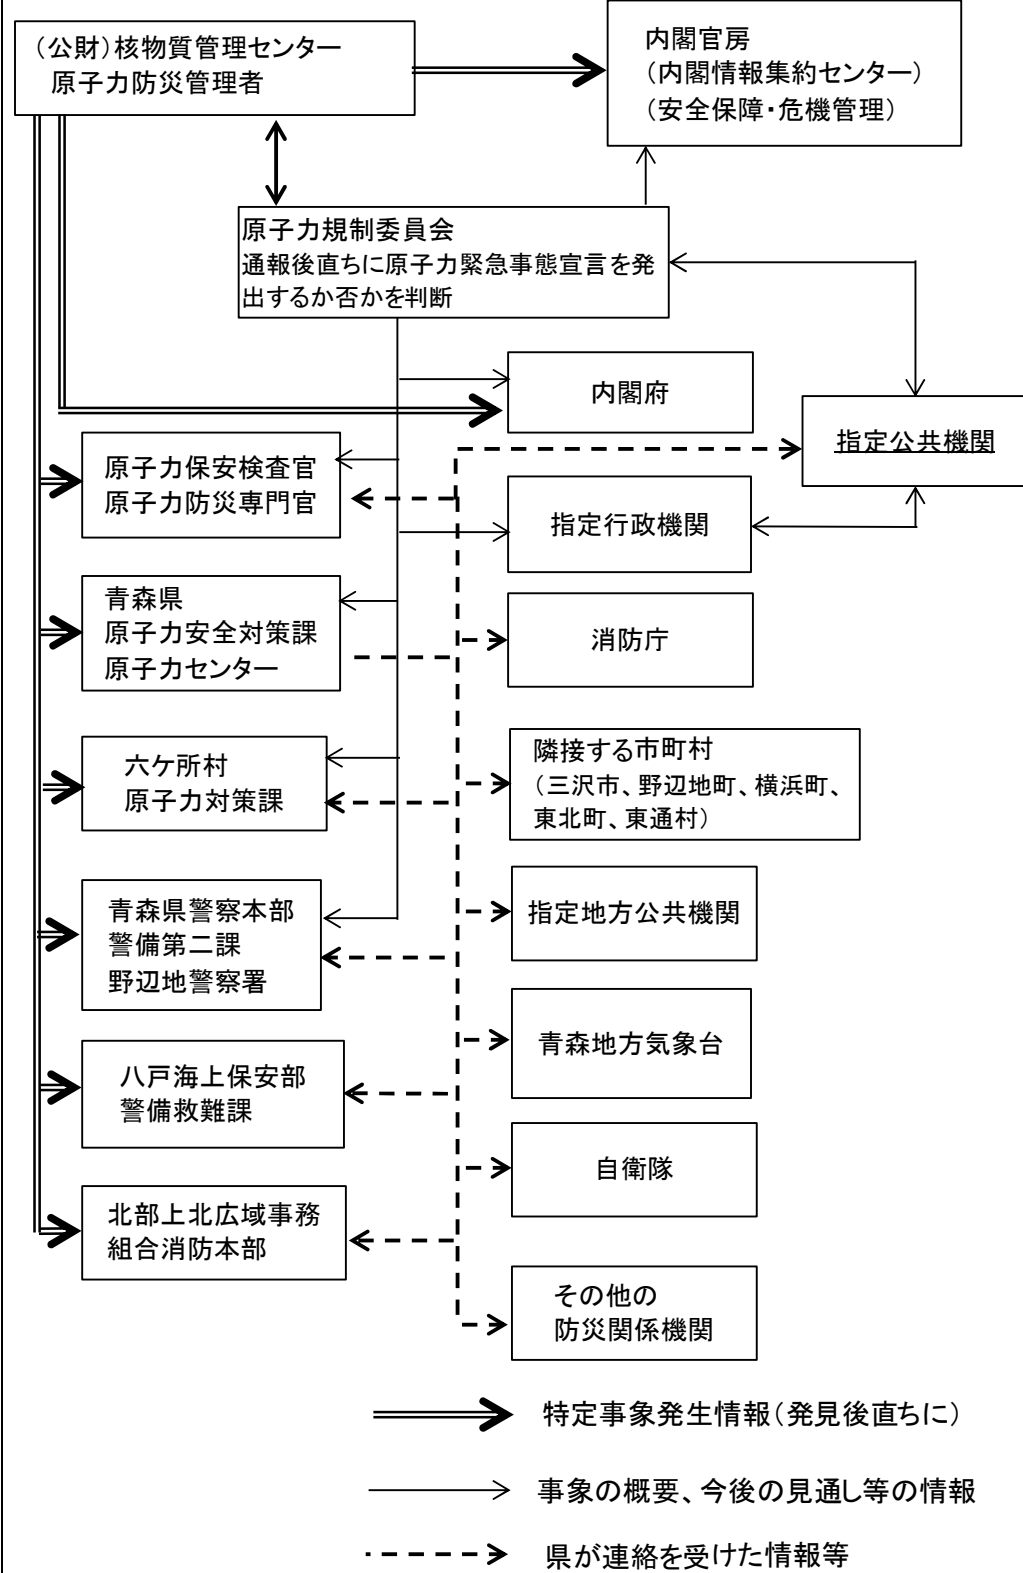 (公財)核物質管理センター
原子力防災管理者
内閣官房
(内閣情報集約センター)
(安全保障・危機管理)
原子力規制委員会
通報後直ちに原子力緊急事態宣言を発
出するか否かを判断
内閣府
指定公共機関
原子力保安検査官
原子力防災専門官
指定行政機関
青森県
原子力安全対策課
原子力センター
消防庁
六ケ所村
原子力対策課
隣接する市町村
(三沢市、野辺地町、横浜町、
東北町、東通村)
青森県警察本部
警備第二課
野辺地警察署
指定地方公共機関
青森地方気象台
八戸海上保安部
警備救難課
自衛隊
北部上北広域事務
組合消防本部
その他の
防災関係機関
特定事象発生情報(発見後直ちに)
事象の概要、今後の見通し等の情報
県が連絡を受けた情報等